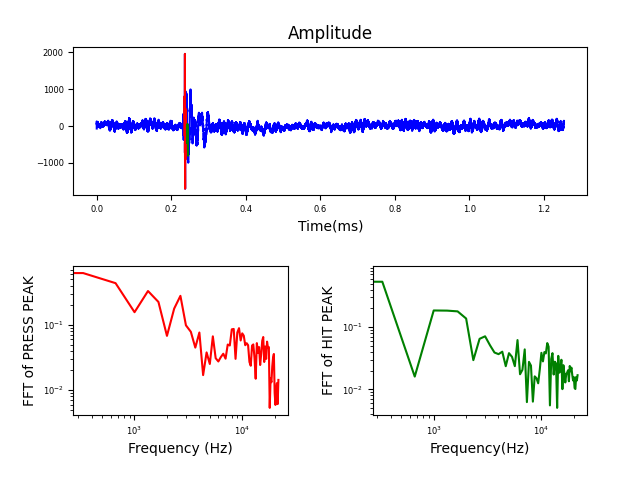 Amplitude
2000
1000
0
−1000
0.0 0.2 0.4 0.6 0.8 1.0 1.2
Time(ms)
FFT of PRESS PEAK
10⁻¹
10⁻²
10³ 10⁴
Frequency (Hz)
FFT of HIT PEAK
10⁻¹
10⁻²
10³ 10⁴
Frequency(Hz)